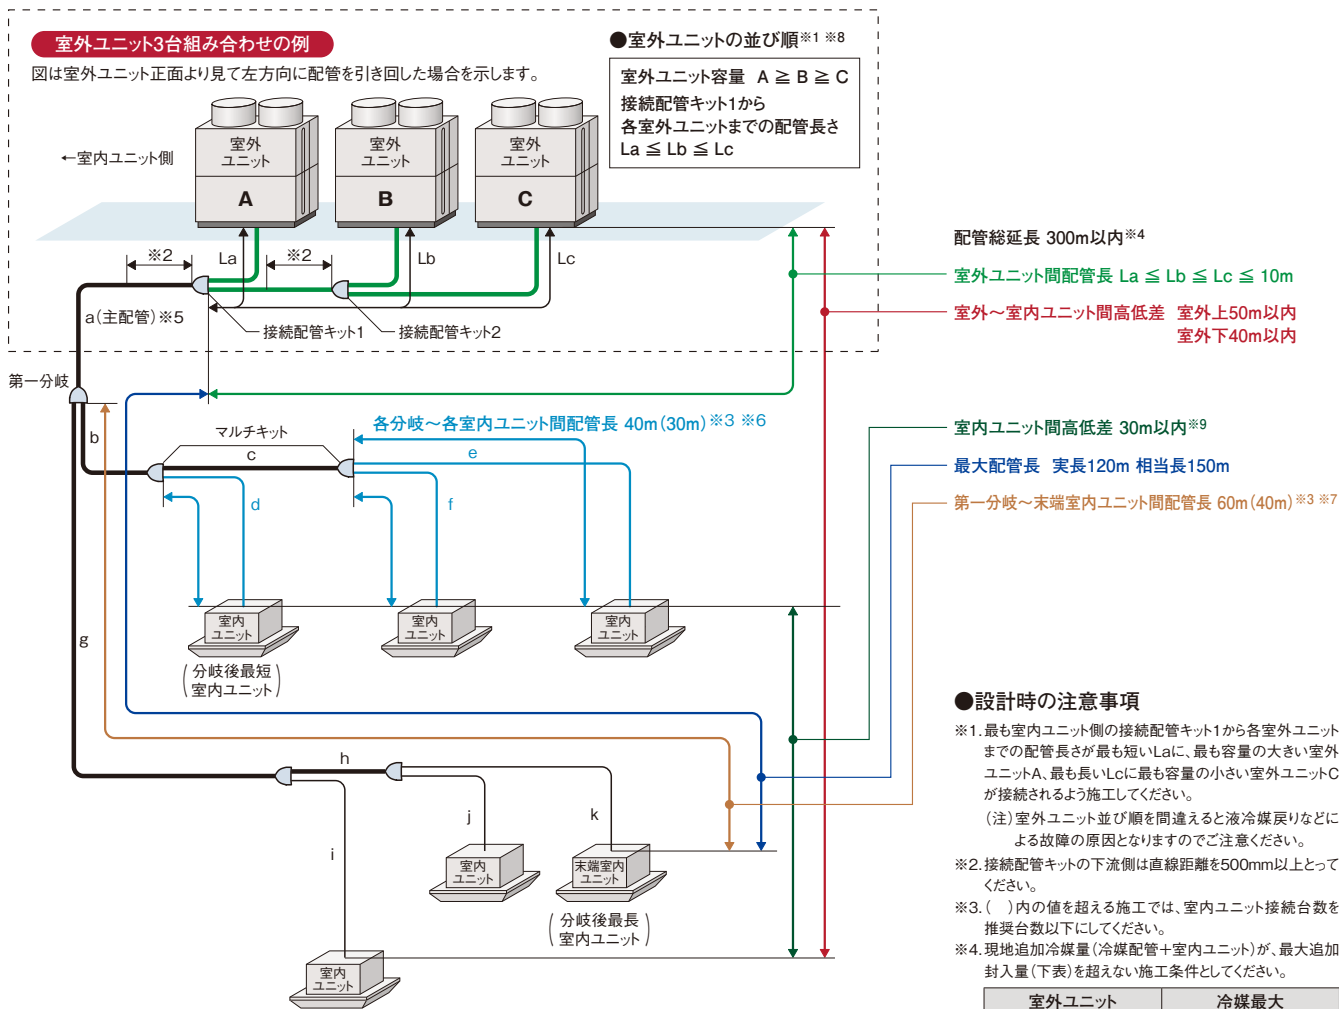 室外ユニット3台組み合わせの例
図は室外ユニット正面より見て左方向に配管を引き回した場合を示します。
●室外ユニットの並び順※1 ※8
室外ユニット容量 A ≧ B ≧ C
接続配管キット1から
各室外ユニットまでの配管長さ
La ≦ Lb ≦ Lc
←室内ユニット側
室外
ユニット
A
室外
ユニット
B
室外
ユニット
C
※2
La
※2
Lb
Lc
a(主配管)※5
接続配管キット1
接続配管キット2
第一分岐
配管総延長 300m以内※4
室外ユニット間配管長 La ≦ Lb ≦ Lc ≦ 10m
室外～室内ユニット間高低差 室外上50m以内
室外下40m以内
室内ユニット間高低差 30m以内※9
最大配管長 実長120m 相当長150m
第一分岐～末端室内ユニット間配管長 60m(40m)※3 ※7
各分岐～各室内ユニット間配管長 40m(30m)※3 ※6
b
マルチキット
c
e
d
f
室内
ユニット
(分岐後最短
室内ユニット)
室内
ユニット
室内
ユニット
g
h
i
j
k
室内
ユニット
末端室内
ユニット
(分岐後最長
室内ユニット)
室内
ユニット
●設計時の注意事項
※1.最も室内ユニット側の接続配管キット1から各室外ユニット
までの配管長さが最も短いLaに、最も容量の大きい室外
ユニットA、最も長いLcに最も容量の小さい室外ユニットC
が接続されるよう施工してください。
(注)室外ユニット並び順を間違えると液冷媒戻りなどに
よる故障の原因となりますのでご注意ください。
※2.接続配管キットの下流側は直線距離を500mm以上とって
ください。
※3.( )内の値を超える施工では、室内ユニット接続台数を
推奨台数以下にしてください。
※4.現地追加冷媒量(冷媒配管+室内ユニット)が、最大追加
封入量(下表)を超えない施工条件としてください。
室外ユニット 冷媒最大